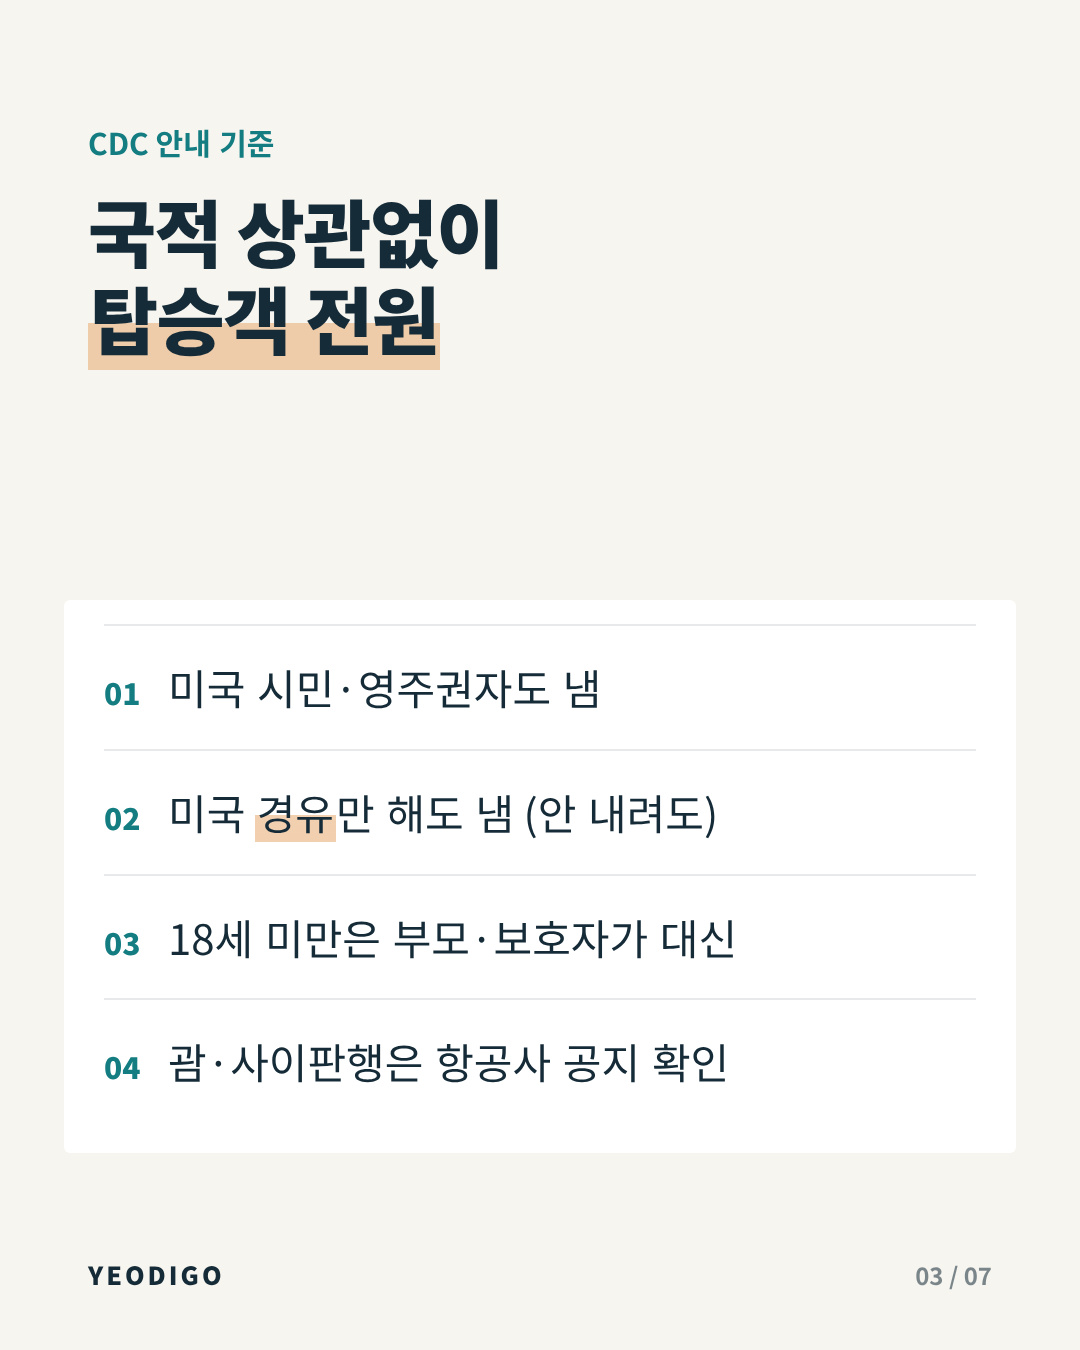 CDC 안내 기준
국적 상관없이
탑승객 전원
01 미국 시민·영주권자도 냄
02 미국 경유만 해도 냄 (안 내려도)
03 18세 미만은 부모·보호자가 대신
04 괌·사이판행은 항공사 공지 확인
YEODIGO
03 / 07